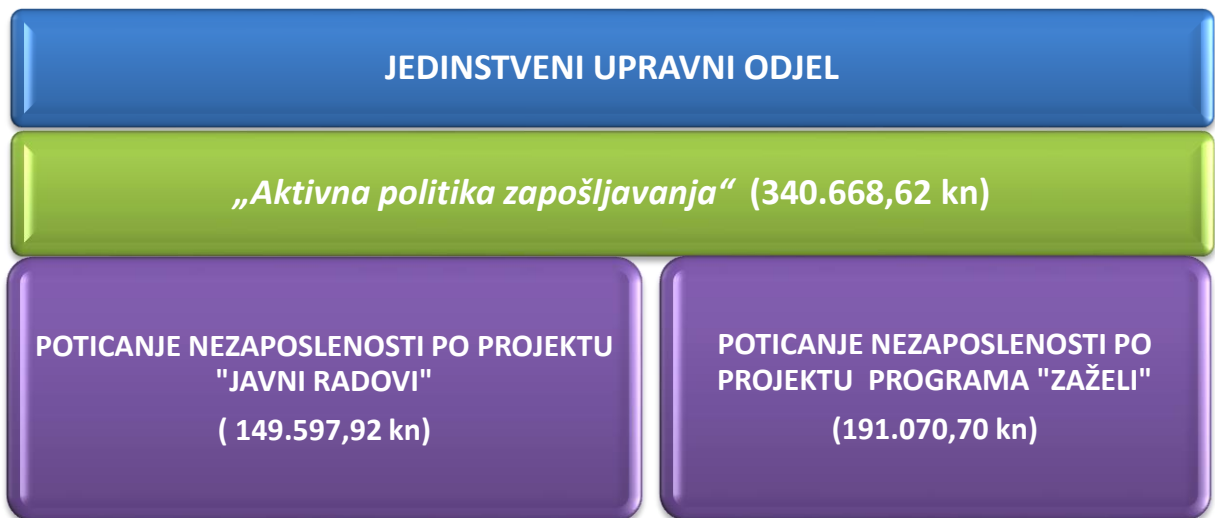 JEDINSTVENI UPRAVNI ODJEL
„Aktivna politika zapošljavanja“ (340.668,62 kn)
POTICANJE NEZAPOSLENOSTI PO PROJEKTU
"JAVNI RADOVI"
( 149.597,92 kn)
POTICANJE NEZAPOSLENOSTI PO
PROJEKTU PROGRAMA "ZAŽELI"
(191.070,70 kn)